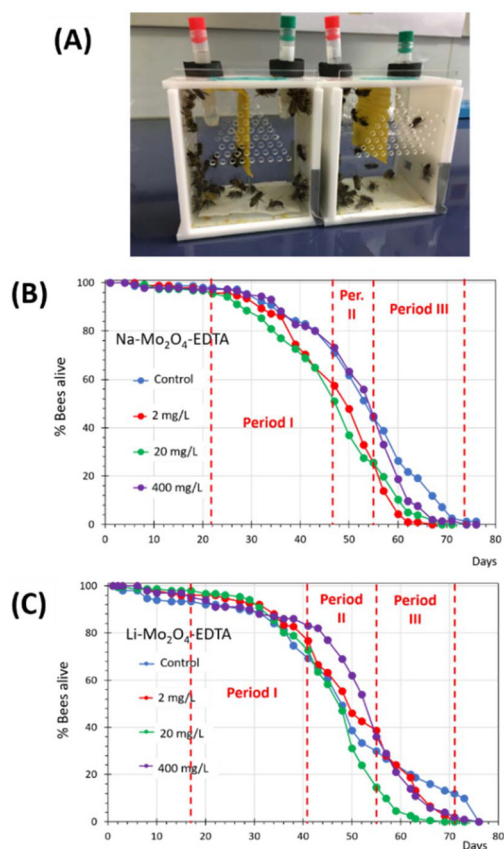 (A)
(B)
100
80
60
40
20
0
% Bees alive
Na-Mo₂O₄-EDTA
Control
2 mg/L
20 mg/L
400 mg/L
Period I
Per.
II
Period III
0
10
20
30
40
50
60
70
80
Days
(C)
100
80
60
40
20
0
% Bees alive
Li-Mo₂O₄-EDTA
Control
2 mg/L
20 mg/L
400 mg/L
Period I
Period
II
Period
III
0
10
20
30
40
50
60
70
80
Days